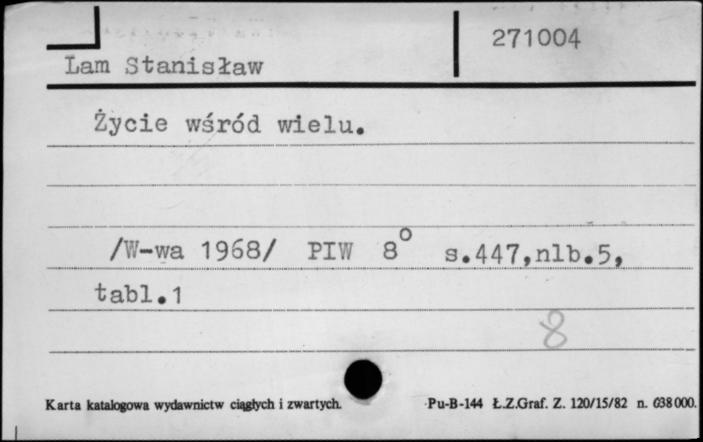 271004
Lam Stanisław
Życie wśród wielu.
/W-wa 1968/ PIW 8° s.447,nlb.5,
tabl.1
8
Karta katalogowa wydawnictw ciągłych i zwartych. Pu-B-144 Ł.Z.Graf. Z. 120/15/82 n. 638000.